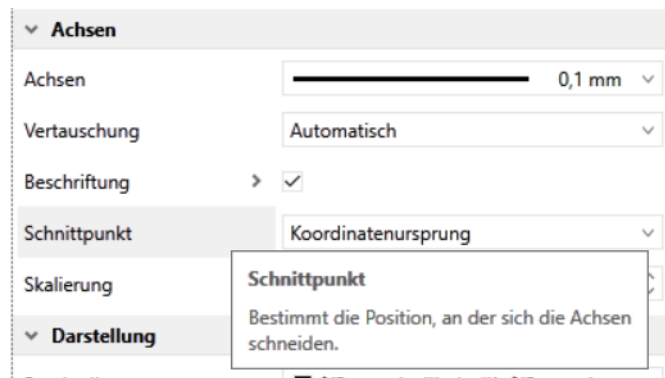 Achsen
Achsen 0,1 mm
Vertauschung Automatisch
Beschriftung
Schnittpunkt Koordinatenursprung
Skalierung
Schnittpunkt
Bestimmt die Position, an der sich die Achsen
schneiden.
Darstellung